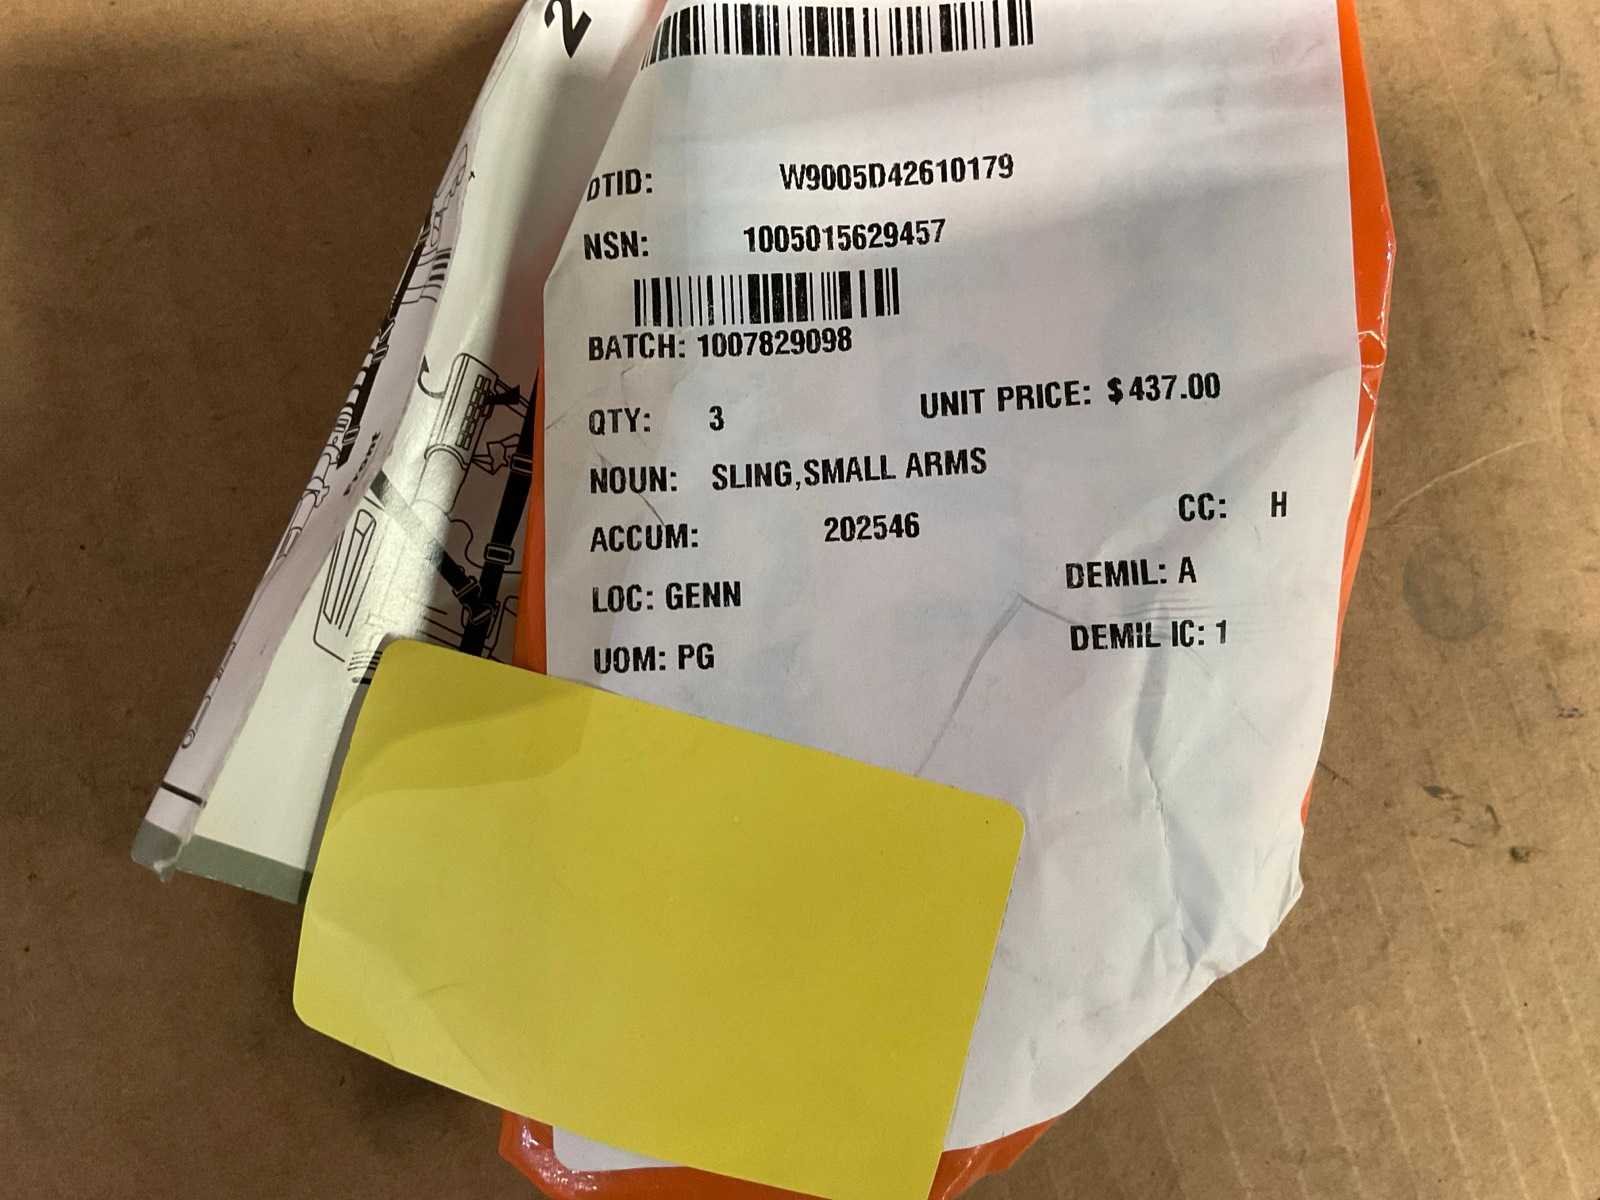 2
DTID: W9005D42610179
NSN: 1005015629457
BATCH: 1007829098
QTY: 3 UNIT PRICE: $437.00
NOUN: SLING,SMALL ARMS
ACCUM: 202546 CC: H
LOC: GENN DEMIL: A
UOM: PG DEMIL IC: 1